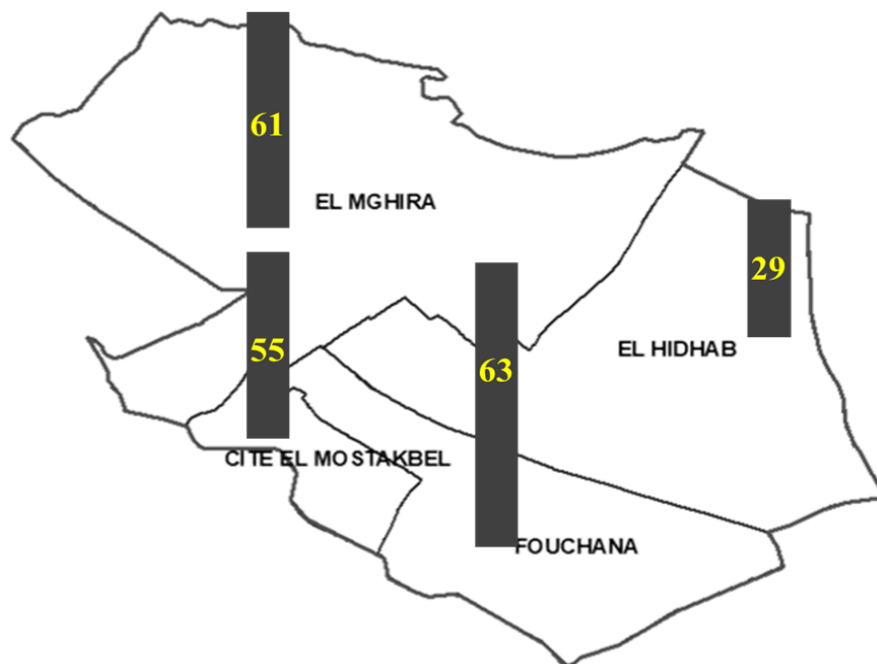 61
EL MGHIRA
29
55
63
EL HIDHAB
CITE EL MOSTAKBEL
FOUCHANA